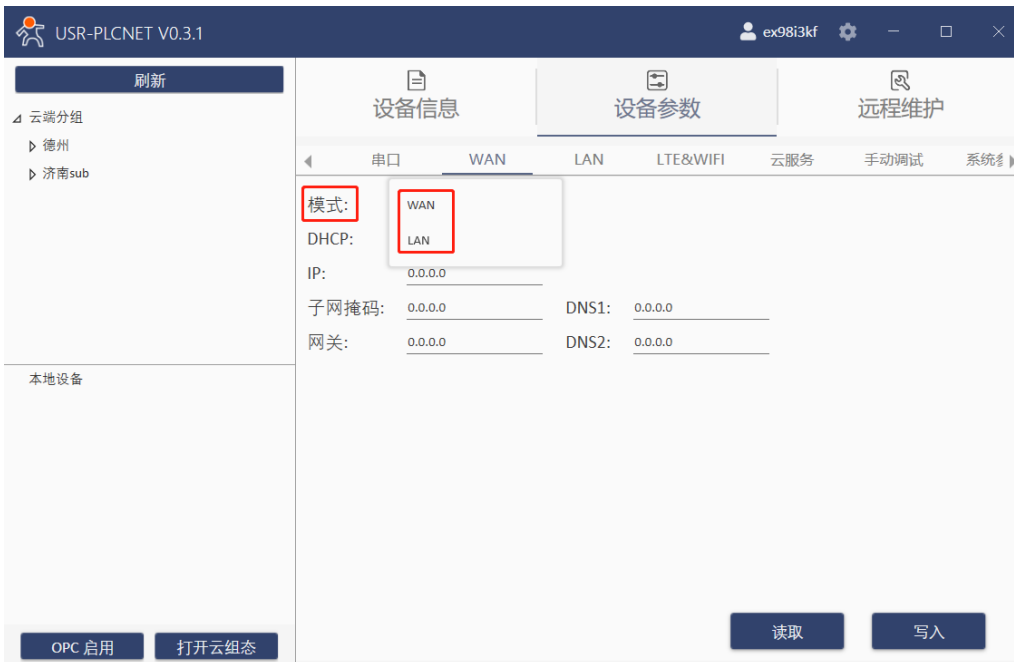 USR-PLCNET V0.3.1
ex98i3kf
刷新
云端分组
德州
济南sub
本地设备
OPC 启用
打开云组态
设备信息
设备参数
远程维护
串口
WAN
LAN
LTE&WIFI
云服务
手动调试
系统参
模式:
WAN
LAN
DHCP:
IP:
0.0.0.0
子网掩码:
0.0.0.0
DNS1:
0.0.0.0
网关:
0.0.0.0
DNS2:
0.0.0.0
读取
写入